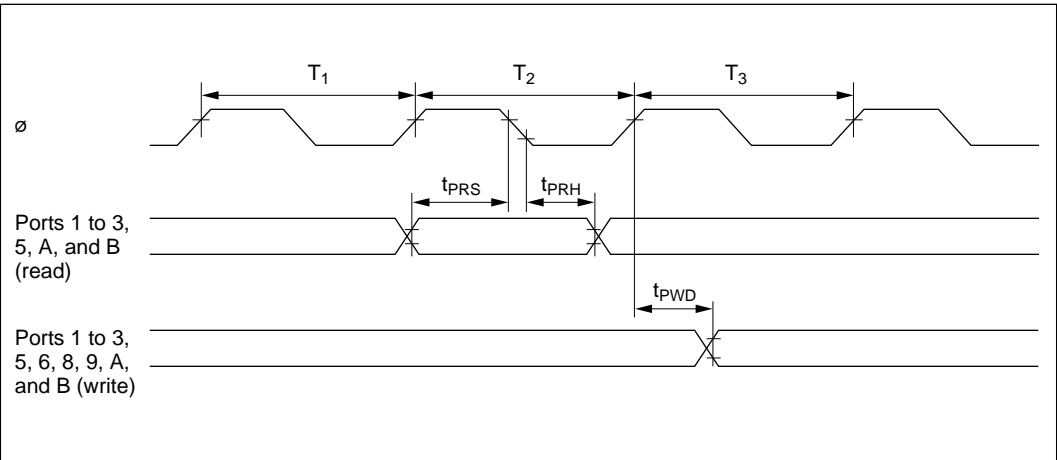 T1 T2 T3
ø
tPRS tPRH
Ports 1 to 3,
5, A, and B
(read)
tPWD
Ports 1 to 3,
5, 6, 8, 9, A,
and B (write)